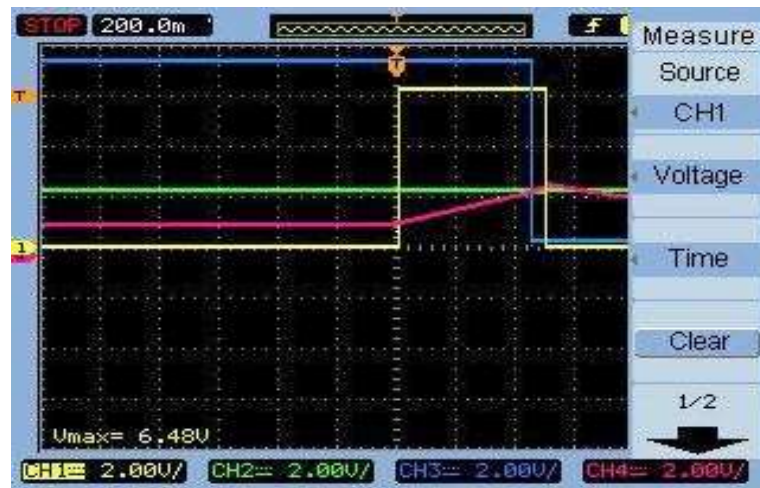 STOP 200.0m
T
T
Measure
Source
CH1
Voltage
1
Time
Clear
1/2
Vmax= 6.48V
CH1 2.00V/ CH2 2.00V/ CH3 2.00V/ CH4 2.00V/